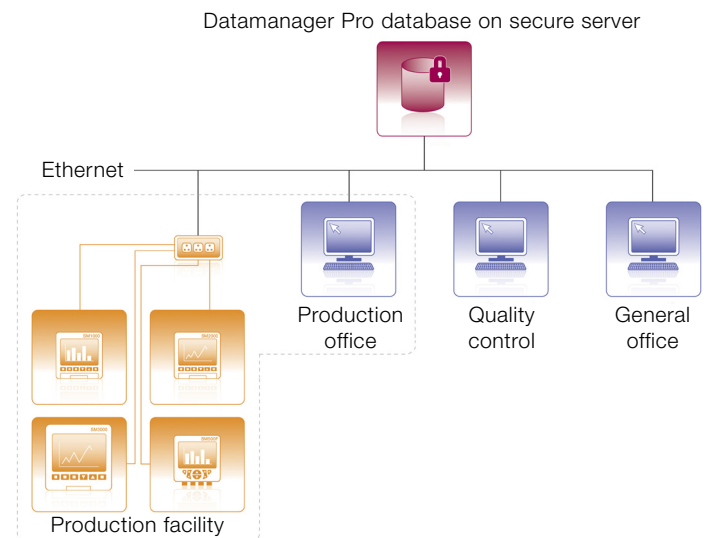 Datamanager Pro database on secure server
Ethernet
Production
office
Quality
control
General
office
Production facility